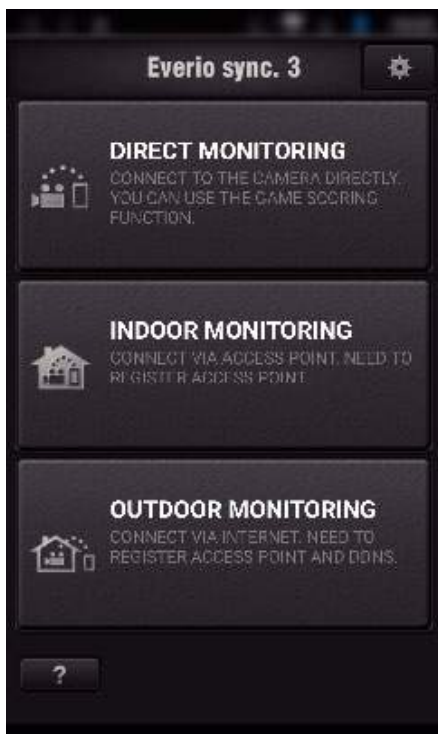 Everio sync. 3
DIRECT MONITORING
CONNECT TO THE CAMERA DIRECTLY.
YOU CAN USE THE GAME SCORING
FUNCTION.
INDOOR MONITORING
CONNECT VIA ACCESS POINT. NEED TO
REGISTER ACCESS POINT
OUTDOOR MONITORING
CONNECT VIA INTERNET. NEED TO
REGISTER ACCESS POINT AND DDNS.
?